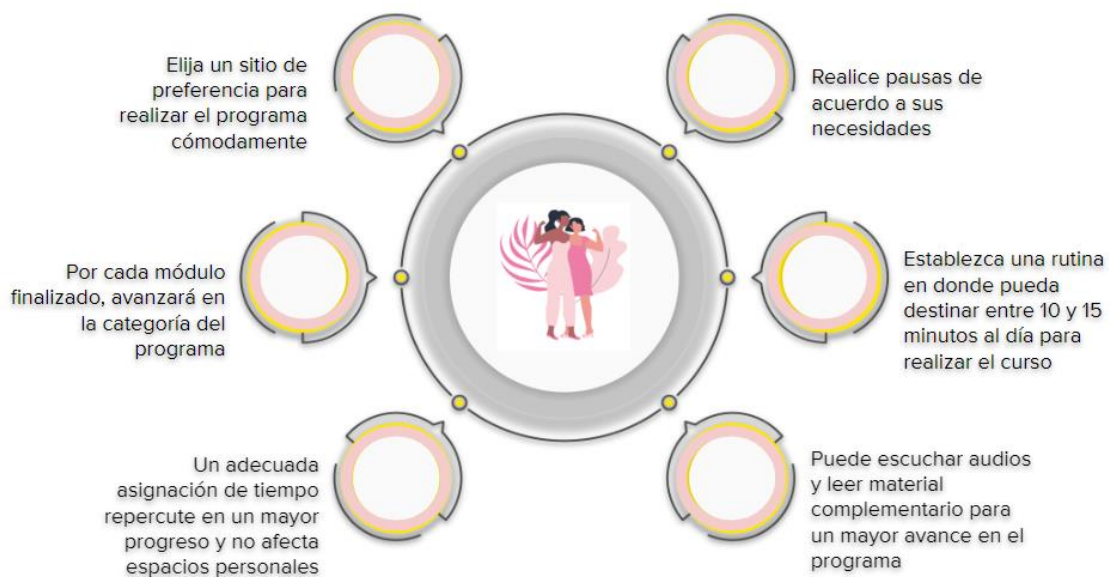 Elija un sitio de
preferencia para
realizar el programa
cómodamente
Realice pausas de
acuerdo a sus
necesidades
Por cada módulo
finalizado, avanzará en
la categoría del
programa
Establezca una rutina
en donde pueda
destinar entre 10 y 15
minutos al día para
realizar el curso
Un adecuada
asignación de tiempo
repercute en un mayor
progreso y no afecta
espacios personales
Puede escuchar audios
y leer material
complementario para
un mayor avance en el
programa